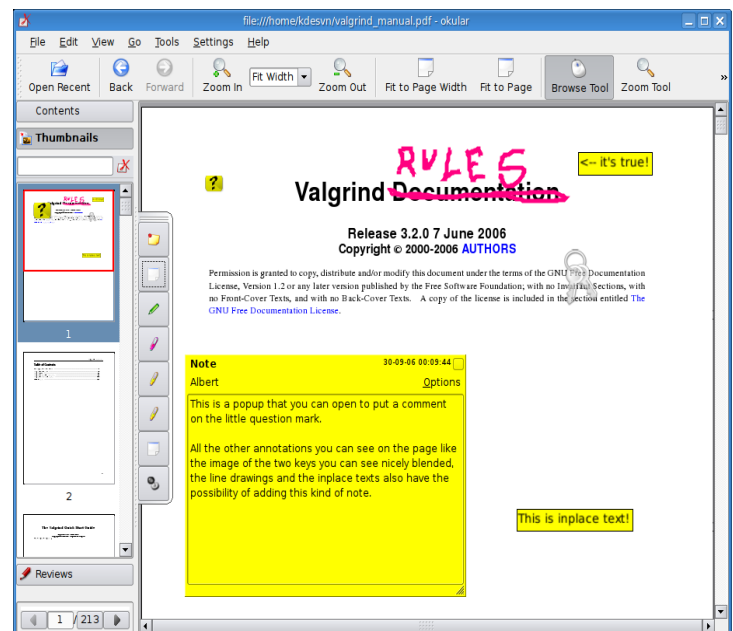 file:///home/kdesvn/valgrind_manual.pdf - okular
File Edit View Go Tools Settings Help
Open Recent Back Forward Zoom In Fit Width Zoom Out Fit to Page Width Fit to Page Browse Tool Zoom Tool »
Contents
Thumbnails
1
2
The Valgrind Quick Start Guide
Reviews
1 / 213
RULES
<-- it's true!
?
Valgrind Documentation
Release 3.2.0 7 June 2006
Copyright © 2000-2006 AUTHORS
Permission is granted to copy, distribute and/or modify this document under the terms of the GNU Free Documentation
License, Version 1.2 or any later version published by the Free Software Foundation; with no Invariant Sections, with
no Front-Cover Texts, and with no Back-Cover Texts. A copy of the license is included in the section entitled The
GNU Free Documentation License.
Note 30-09-06 00:09:44
Albert Options
This is a popup that you can open to put a comment
on the little question mark.
All the other annotations you can see on the page like
the image of the two keys you can see nicely blended,
the line drawings and the inplace texts also have the
possibility of adding this kind of note.
This is inplace text!